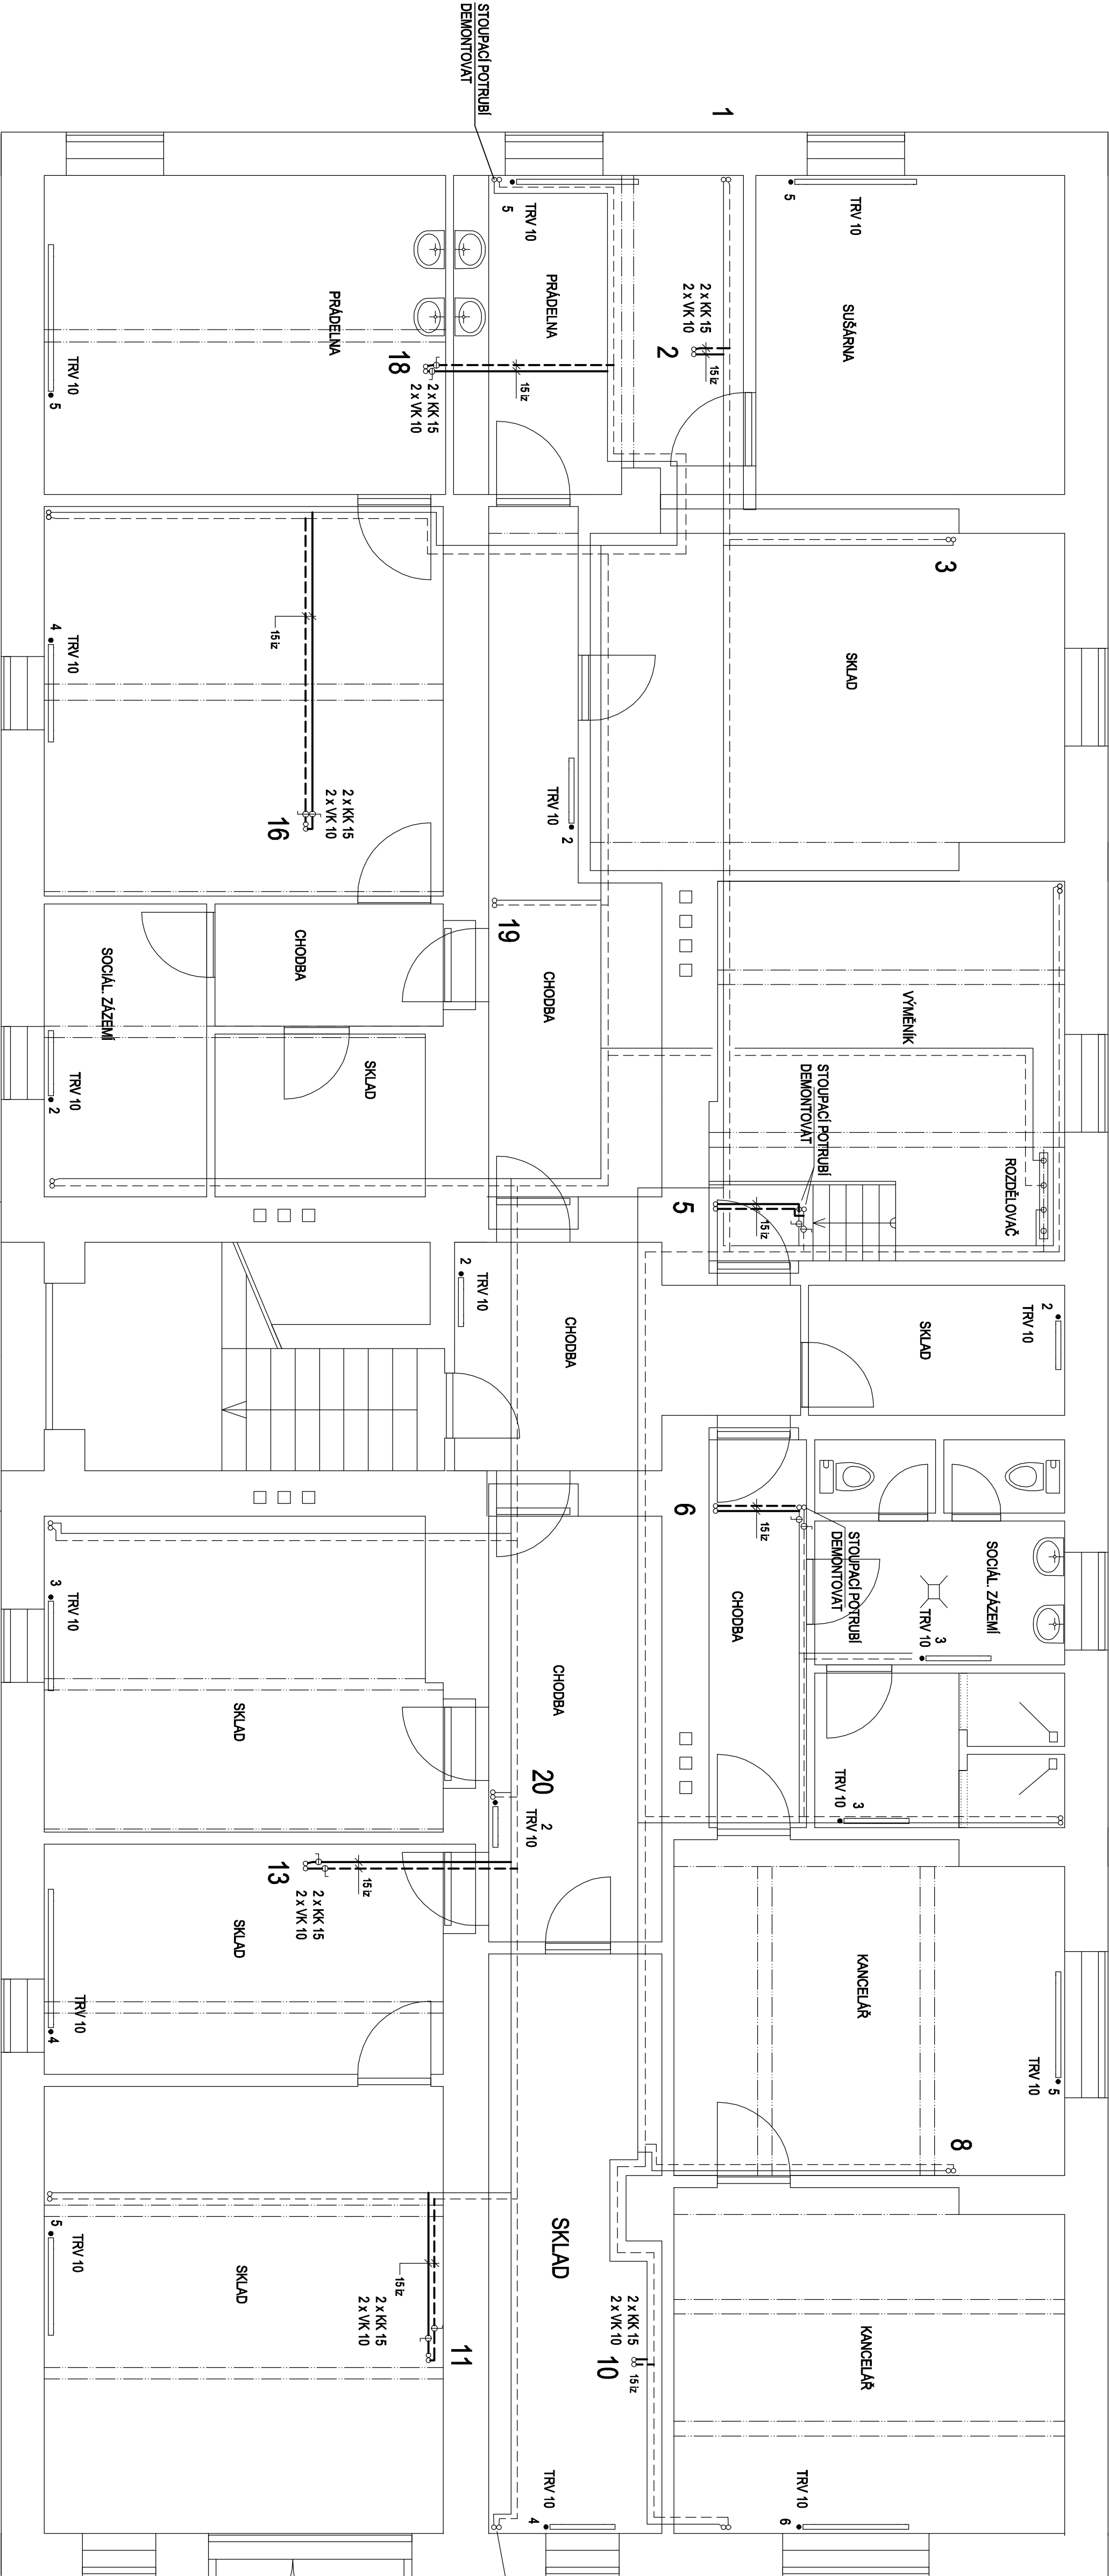 STOUPACÍ POTRUBÍ
DEMONTOVAT
1
TRV 10
5
SUŠÁRNA
2 x KK 15
2 x VK 10
15 iz
2
TRV 10
5
PRÁDELNA
15 iz
PRÁDELNA
18
2 x KK 15
2 x VK 10
TRV 10
5
3
SKLAD
TRV 10
2
15 iz
TRV 10
4
2 x KK 15
2 x VK 10
16
19
CHODBA
CHODBA
SOCIÁL. ZÁZEMÍ
SKLAD
TRV 10
2
VÝMĚNÍK
STOUPACÍ POTRUBÍ
DEMONTOVAT
ROZDĚLOVAČ
5
15 iz
TRV 10
2
SKLAD
CHODBA
TRV 10
2
6
15 iz
STOUPACÍ POTRUBÍ
DEMONTOVAT
SOCIÁL. ZÁZEMÍ
CHODBA
3
TRV 10
3
TRV 10
CHODBA
3
TRV 10
SKLAD
20
2
TRV 10
13
15 iz
2 x KK 15
2 x VK 10
SKLAD
TRV 10
4
KANCELÁŘ
TRV 10
5
8
SKLAD
2 x KK 15
2 x VK 10
15 iz
10
KANCELÁŘ
TRV 10
6
TRV 10
4
5
TRV 10
SKLAD
15 iz
2 x KK 15
2 x VK 10
11